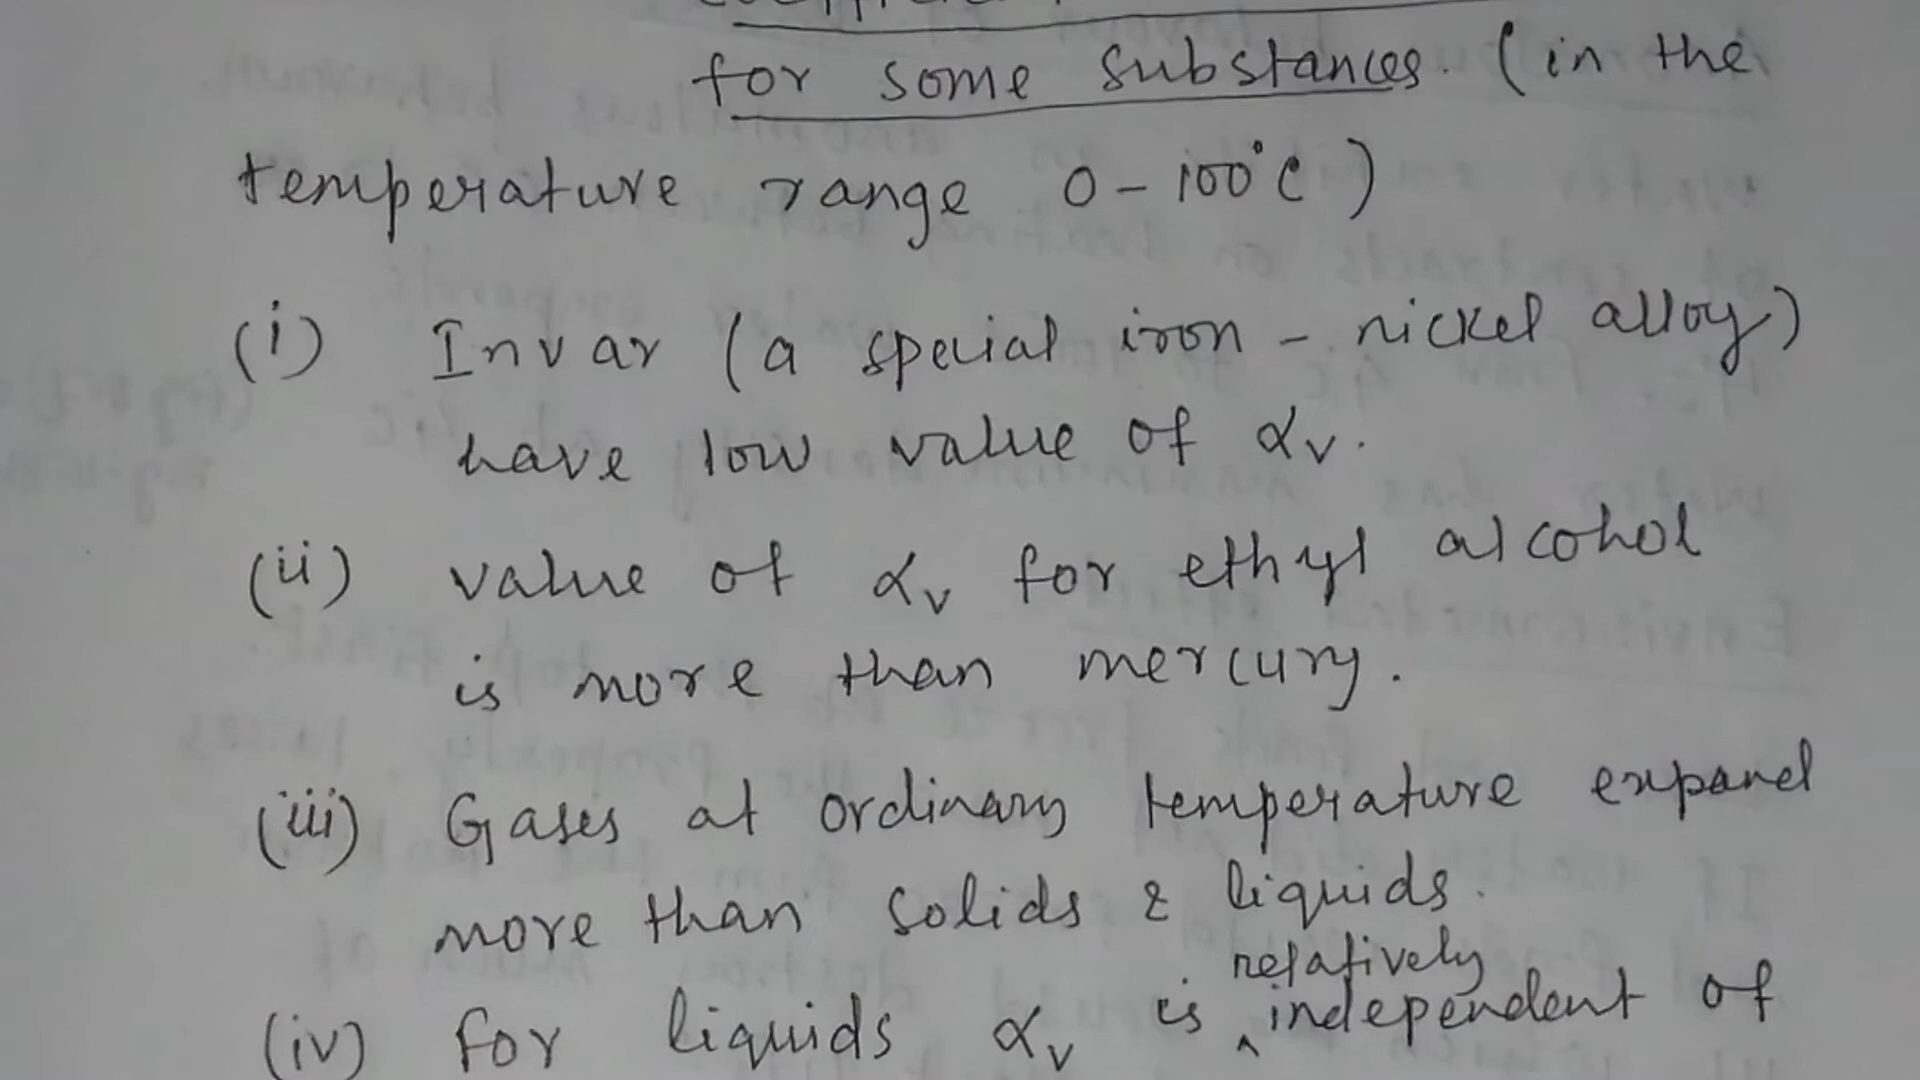 for some substances. (in the
temperature range 0-100°C)
(i) Invar (a special iron - nickel alloy)
have low value of αv.
(ii) value of αv for ethyl alcohol
is more than mercury.
(iii) Gases at ordinary temperature expand
more than solids & liquids.
relatively
(iv) for liquids αv is ^ independent of